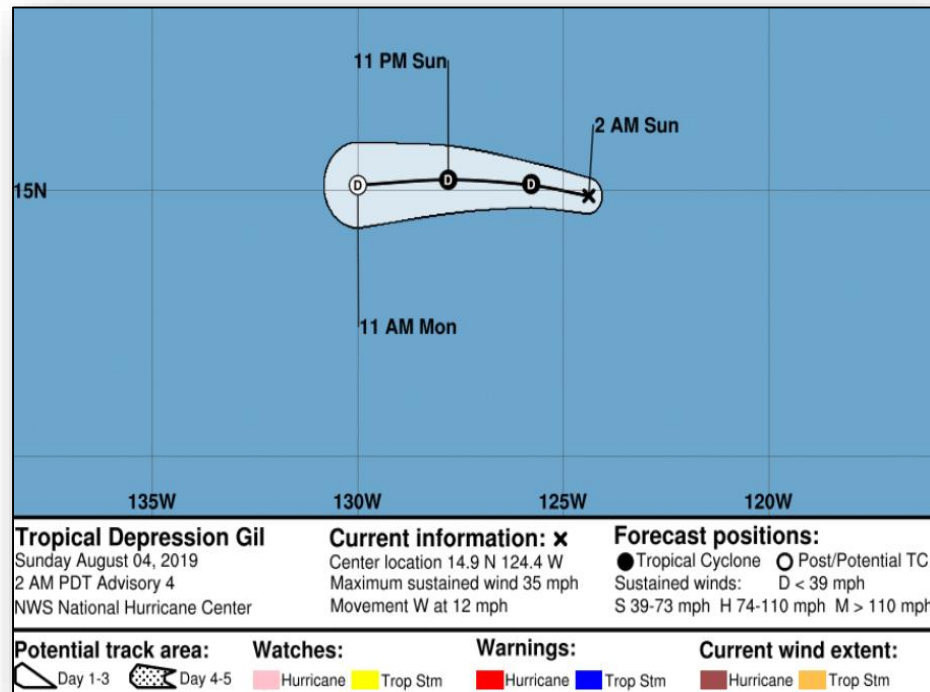 11 PM Sun
2 AM Sun
D
D
D
15N
11 AM Mon
135W 130W 125W 120W
Tropical Depression Gil
Sunday August 04, 2019
2 AM PDT Advisory 4
NWS National Hurricane Center
Current information: x
Center location 14.9 N 124.4 W
Maximum sustained wind 35 mph
Movement W at 12 mph
Forecast positions:
Tropical Cyclone Post/Potential TC
Sustained winds: D < 39 mph
S 39-73 mph H 74-110 mph M > 110 mph
Potential track area:
Day 1-3 Day 4-5
Watches:
Hurricane Trop Stm
Warnings:
Hurricane Trop Stm
Current wind extent:
Hurricane Trop Stm